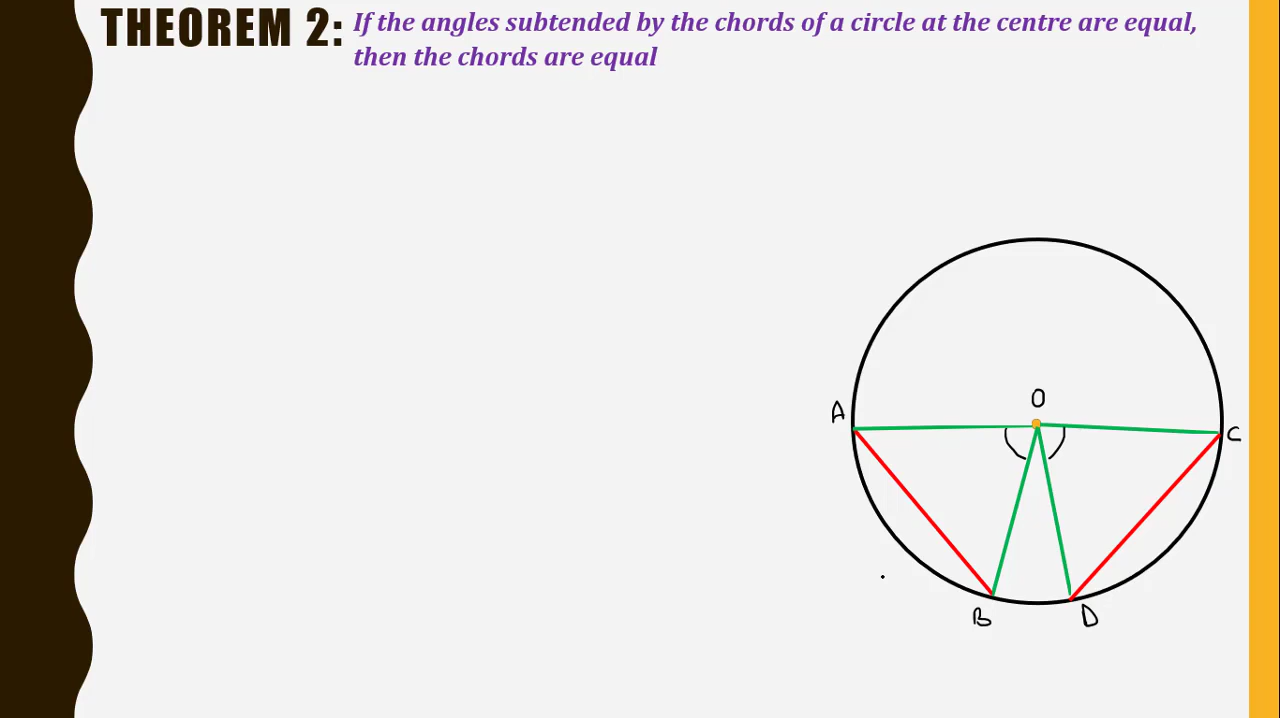 THEOREM 2: If the angles subtended by the chords of a circle at the centre are equal,
then the chords are equal
O
A
C
B
D